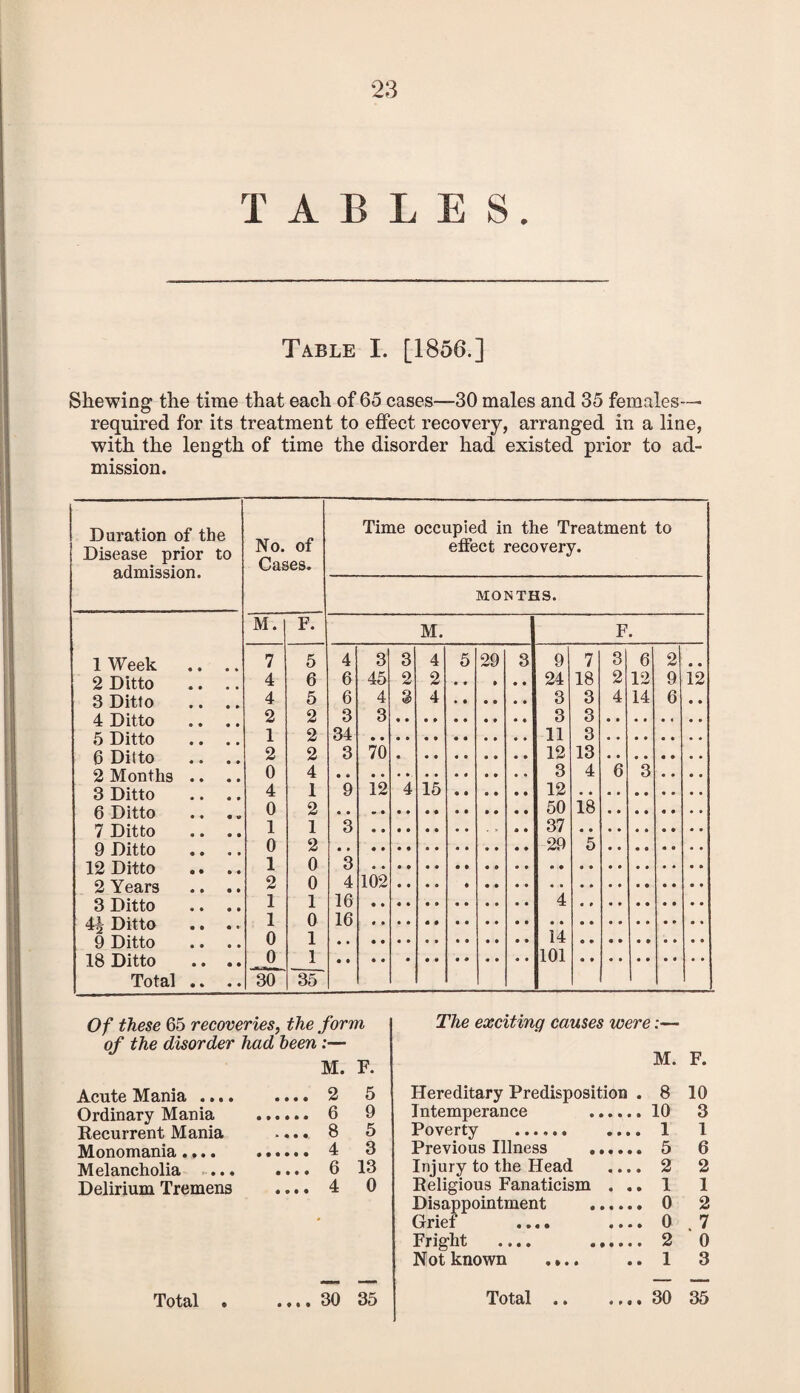 23
TABLES.
Table I. [1856.]
Shewing the time that each of 65 cases—30 males and 35 females—
required for its treatment to effect recovery, arranged in a line,
with the length of time the disorder had existed prior to ad-
mission.
Duration of the Disease prior to admission. | No. of Cases. | Time occupied in the Treatment to effect recovery.
MONTHS.
M. | F. | M. | F.
1 Week .. .. 7 5 4 3 3 4 5 29 3 9 7 3 6 2 ..
2 Ditto .. .. 4 6 6 45 2 2 .. .. .. 24 18 2 12 9 12
3 Ditto .. .. 4 5 6 4 3 4 .. .. .. 3 3 4 14 6 ..
4 Ditto .. .. 2 2 3 3 .. .. .. .. .. 3 3 .. .. .. ..
5 Ditto .. .. 1 2 34 .. .. .. .. .. .. 11 3 .. .. .. ..
6 Ditto .. .. 2 2 3 70 .. .. .. .. .. 12 13 .. .. .. ..
2 Months .. .. 0 4 .. .. .. .. .. .. .. 3 4 6 3 .. ..
3 Ditto .. .. 4 1 9 12 4 15 .. .. .. 12 .. .. .. .. ..
6 Ditto .. .. 0 2 .. .. .. .. .. .. .. 50 18 .. .. .. ..
7 Ditto .. .. 1 1 3 .. .. .. .. .. .. 37 .. .. .. .. ..
9 Ditto .. .. 0 2 .. .. .. .. .. .. .. 29 5 .. .. .. ..
12 Ditto .. .. 1 0 3 .. .. .. .. .. .. .. .. .. .. .. ..
2 Years .. .. 2 0 4 102 .. .. .. .. .. .. .. .. .. .. ..
3 Ditto .. .. 1 1 16 .. .. .. .. .. .. 4 .. .. .. .. ..
4½ Ditto .. .. 1 0 16 .. .. .. .. .. .. .. .. .. .. .. ..
9 Ditto .. .. 0 1 .. .. .. .. .. .. .. 14 .. .. .. .. ..
18 Ditto .. .. 0 1 .. .. .. .. .. .. .. 101 .. .. .. .. ..
Total .. .. 30 35
Of these 65 recoveries, the form
of the disorder had been:—
M. F.
Acute Mania .... .... 2 5
Ordinary Mania ...... 6 9
Recurrent Mania .... 8 5
Monomania .... ...... 4 3
Melancholia .... .... 6 13
Delirium Tremens .... 4 0
Total . .... 30 35
The exciting causes were:—
M. F.
Hereditary Predisposition . 8 10
Intemperance ...... 10 3
Poverty ...... .... 1 1
Previous Illness ...... 5 6
Injury to the Head .... 2 2
Religious Fanaticism . .. 1 1
Disappointment ...... 0 2
Grief .... .... 0 7
Fright .... ...... 2 0
Not known .... .. 1 3
Total .. .... 30 35